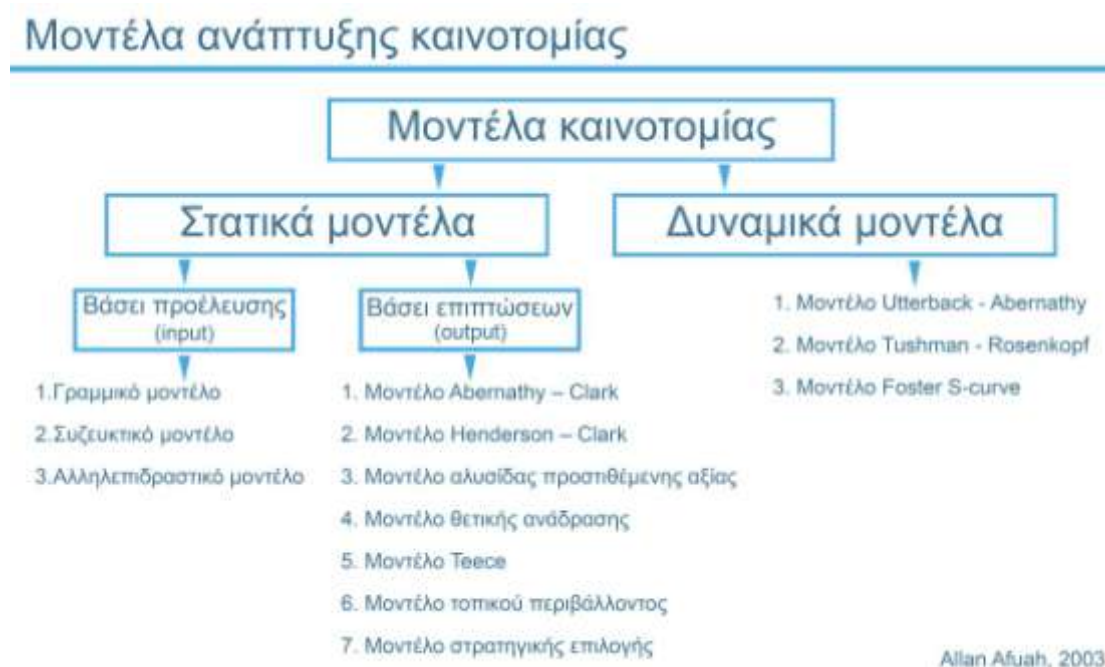 Μοντέλα ανάπτυξης καινοτομίας
Μοντέλα καινοτομίας
Στατικά μοντέλα
Δυναμικά μοντέλα
Βάσει προέλευσης
(input)
Βάσει επιπτώσεων
(output)
1.Γραμμικό μοντέλο
2.Συζευκτικό μοντέλο
3.Αλληλεπιδραστικό μοντέλο
1. Μοντέλο Abernathy – Clark
2. Μοντέλο Henderson – Clark
3. Μοντέλο αλυσίδας προστιθέμενης αξίας
4. Μοντέλο θετικής ανάδρασης
5. Μοντέλο Teece
6. Μοντέλο τοπικού περιβάλλοντος
7. Μοντέλο στρατηγικής επιλογής
1. Μοντέλο Utterback - Abernathy
2. Μοντέλο Tushman - Rosenkopf
3. Μοντέλο Foster S-curve
Allan Afuah, 2003